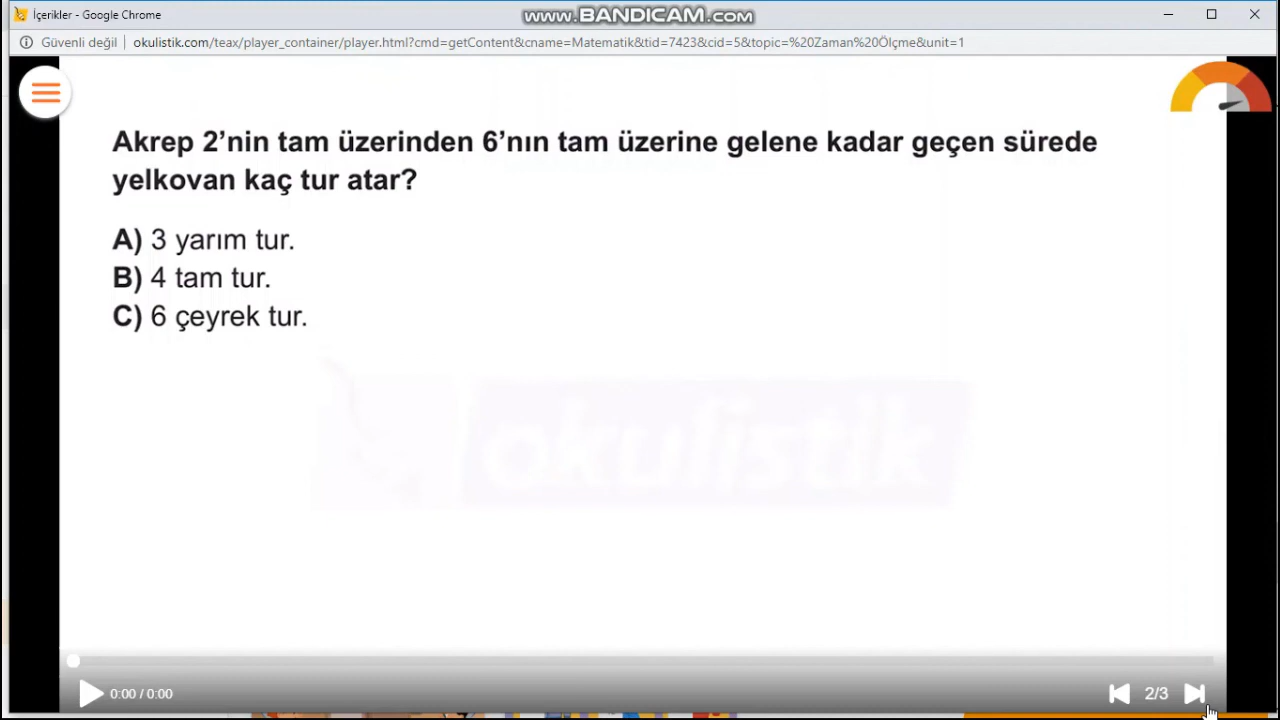 İçerikler - Google Chrome
www.BANDICAM.com
Güvenli değil
okulistik.com/teax/player_container/player.html?cmd=getContent&cname=Matematik&tid=7423&cid=5&topic=%20Zaman%20Ölçme&unit=1
Akrep 2’nin tam üzerinden 6’nın tam üzerine gelene kadar geçen sürede
yelkovan kaç tur atar?
A) 3 yarım tur.
B) 4 tam tur.
C) 6 çeyrek tur.
okulistik
0:00 / 0:00
2/3